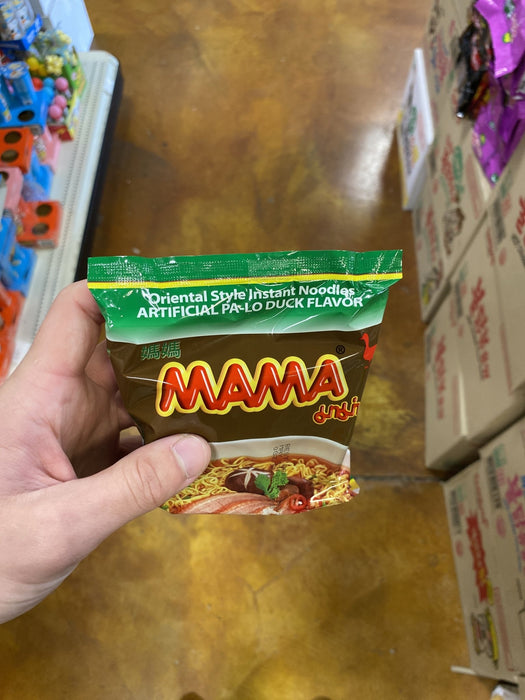 Oriental Style Instant Noodles
ARTIFICIAL PA-LO DUCK FLAVOR
媽媽
MAMA®
มาม่า